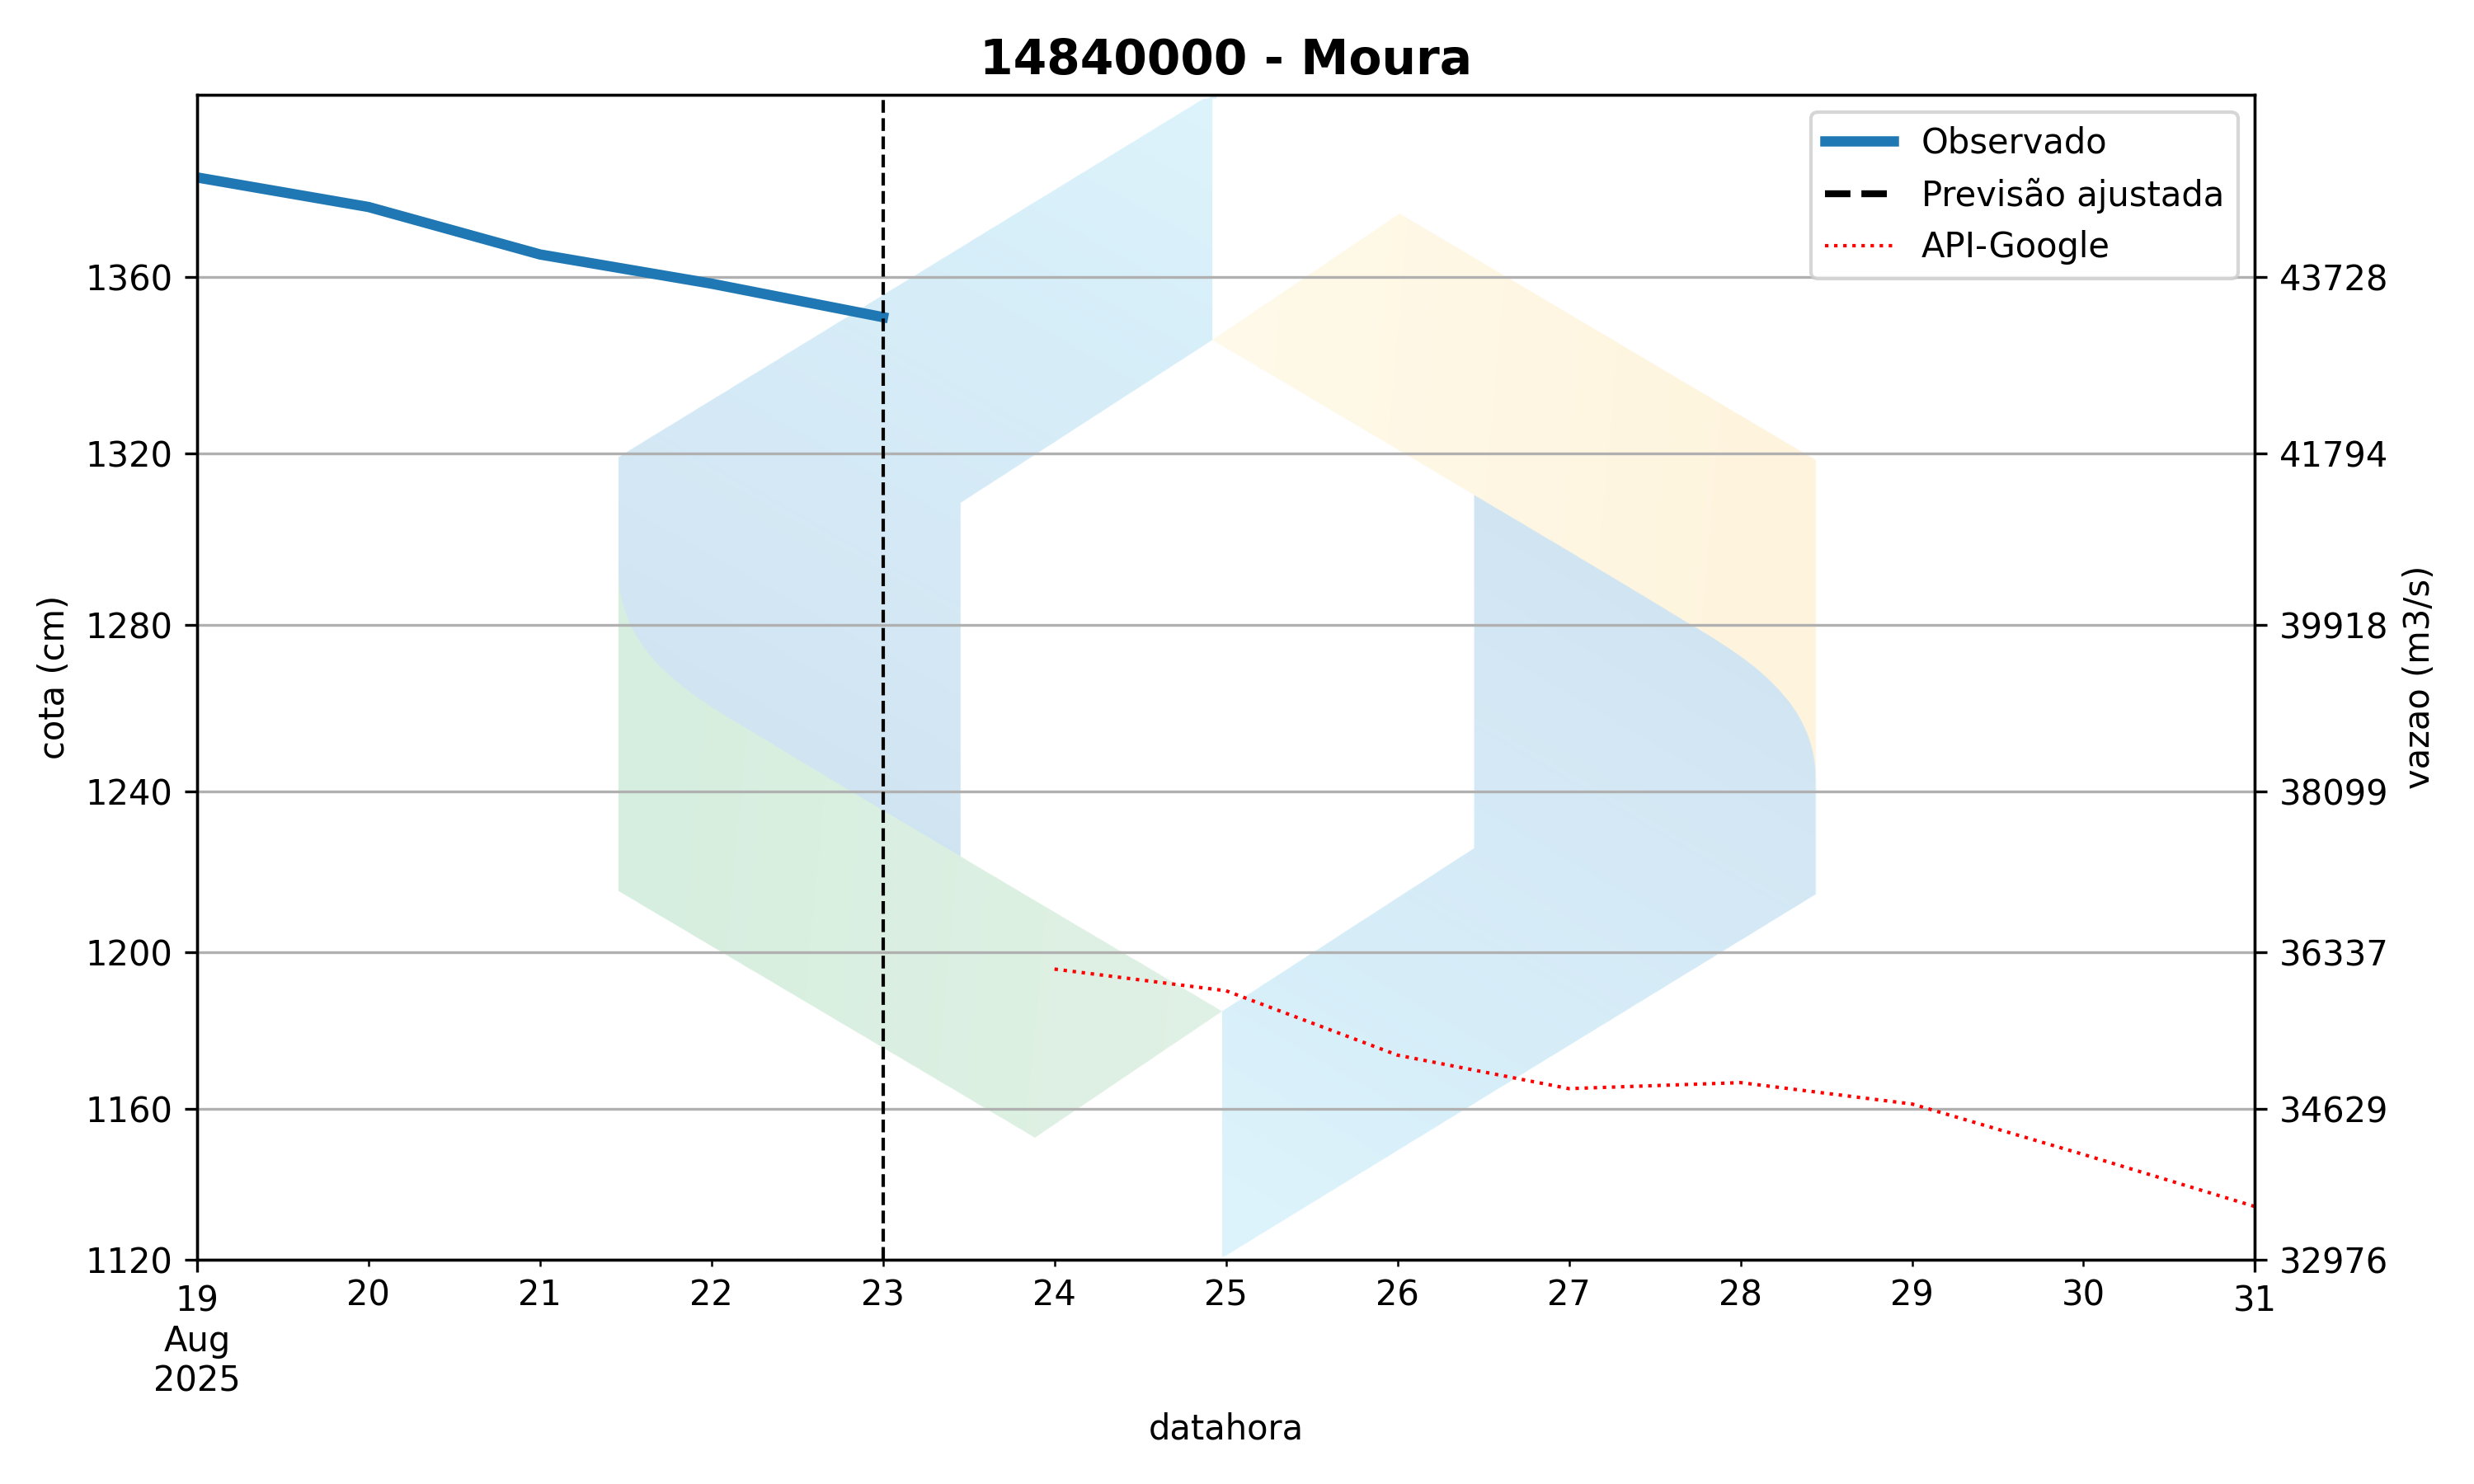 14840000 - Moura
Observado
Previsão ajustada
API-Google
1360
1320
1280
1240
1200
1160
1120
cota (cm)
43728
41794
39918
38099
36337
34629
32976
vazao (m3/s)
19 20 21 22 23 24 25 26 27 28 29 30 31
Aug
2025
datahora